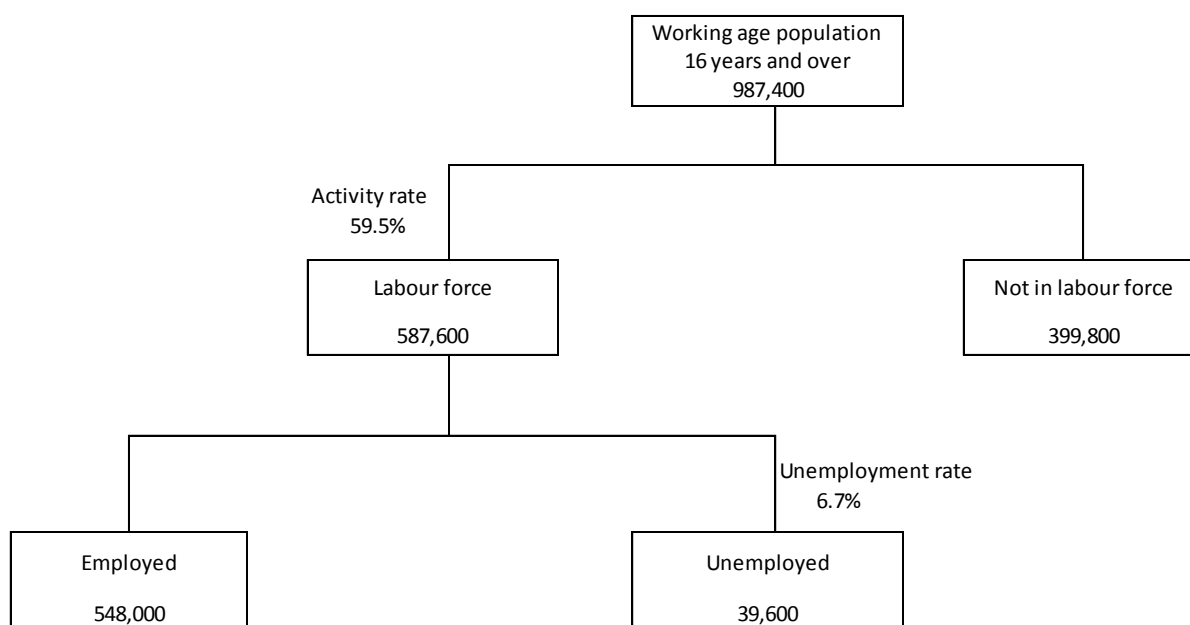 Working age population
16 years and over
987,400
Activity rate
59.5%
Labour force
587,600
Not in labour force
399,800
Unemployment rate
6.7%
Employed
548,000
Unemployed
39,600